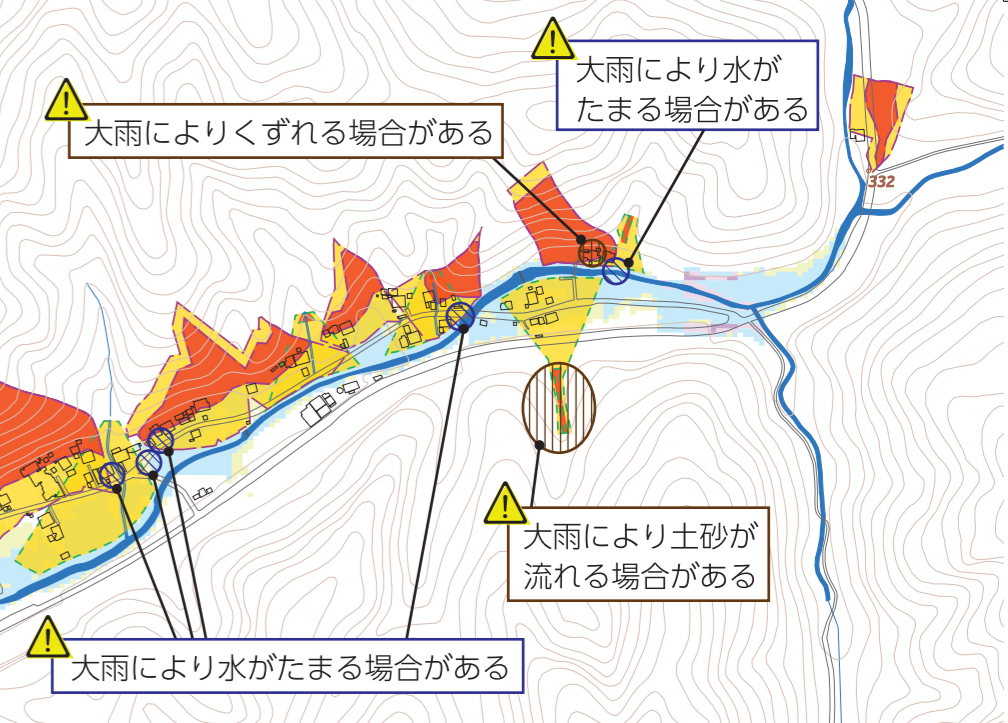 大雨により水が
たまる場合がある
大雨によりくずれる場合がある
332
大雨により土砂が
流れる場合がある
大雨により水がたまる場合がある